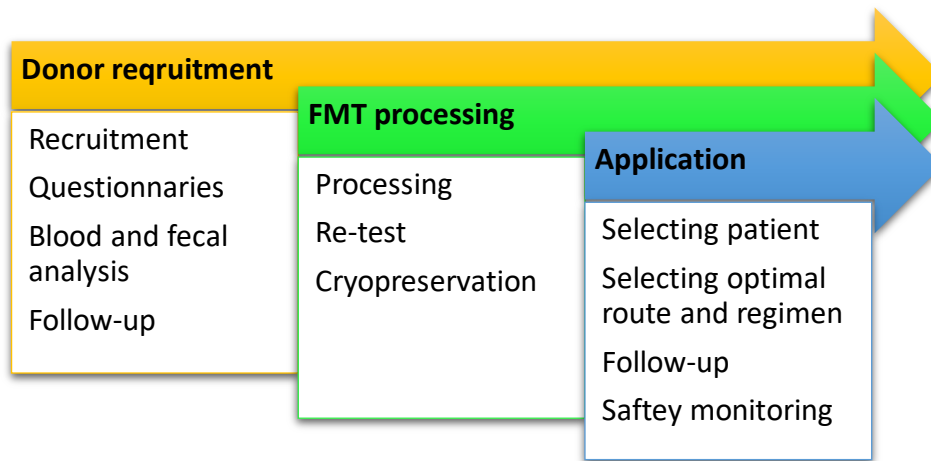 Donor reqruitment
Recruitment
Questionnaries
Blood and fecal
analysis
Follow-up
FMT processing
Processing
Re-test
Cryopreservation
Application
Selecting patient
Selecting optimal
route and regimen
Follow-up
Saftey monitoring